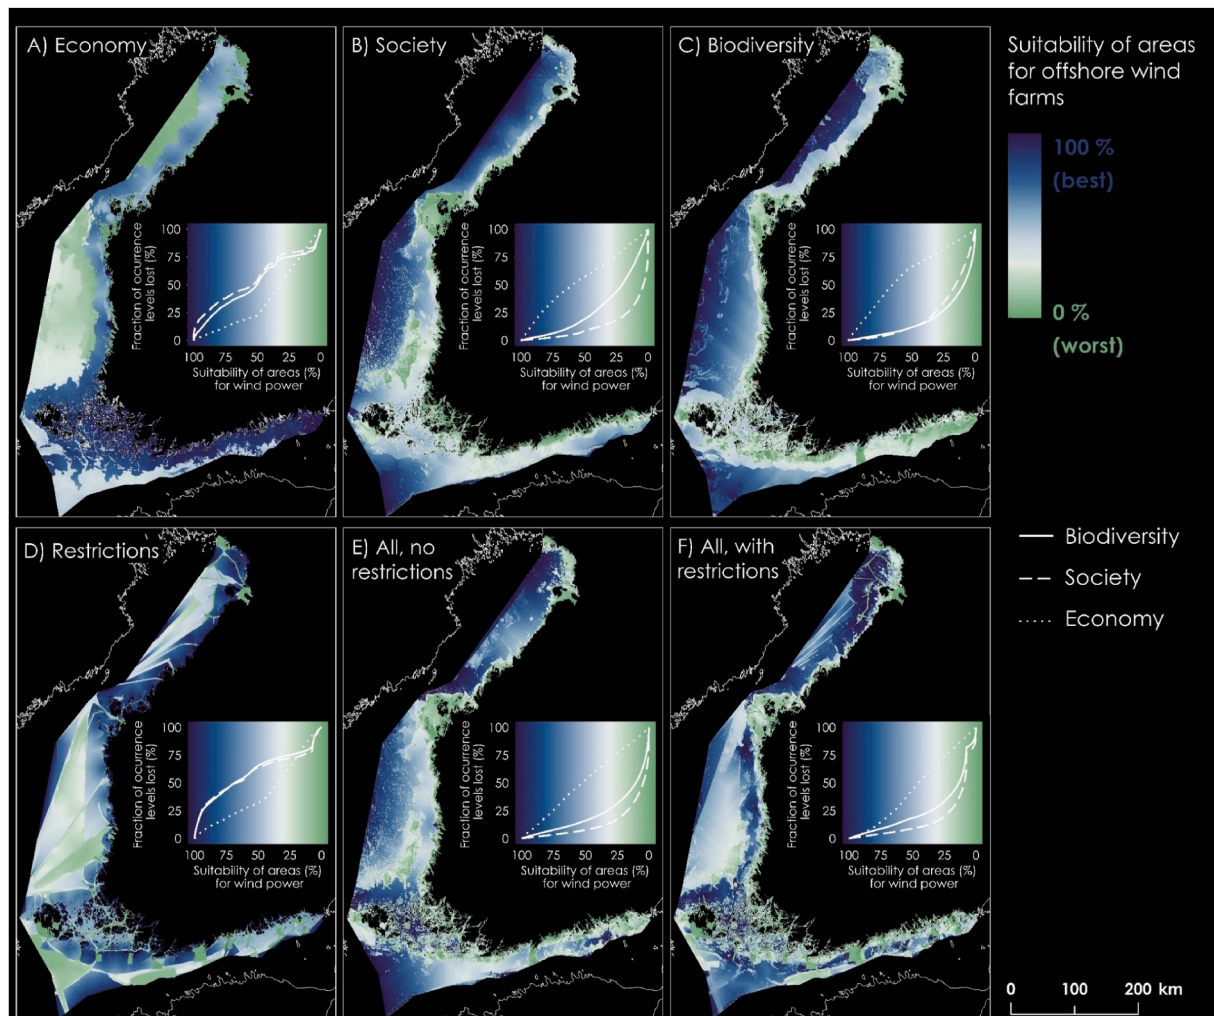 A) Economy
100
75
50
25
0
Fraction of ocurrence
levels lost (%)
100 75 50 25 0
Suitability of areas (%)
for wind power
B) Society
100
75
50
25
0
Fraction of ocurrence
levels lost (%)
100 75 50 25 0
Suitability of areas (%)
for wind power
C) Biodiversity
100
75
50
25
0
Fraction of ocurrence
levels lost (%)
100 75 50 25 0
Suitability of areas (%)
for wind power
Suitability of areas
for offshore wind
farms
100 %
(best)
0 %
(worst)
D) Restrictions
100
75
50
25
0
Fraction of ocurrence
levels lost (%)
100 75 50 25 0
Suitability of areas (%)
for wind power
E) All, no
restrictions
100
75
50
25
0
Fraction of ocurrence
levels lost (%)
100 75 50 25 0
Suitability of areas (%)
for wind power
F) All, with
restrictions
100
75
50
25
0
Fraction of ocurrence
levels lost (%)
100 75 50 25 0
Suitability of areas (%)
for wind power
Biodiversity
Society
Economy
0 100 200 km